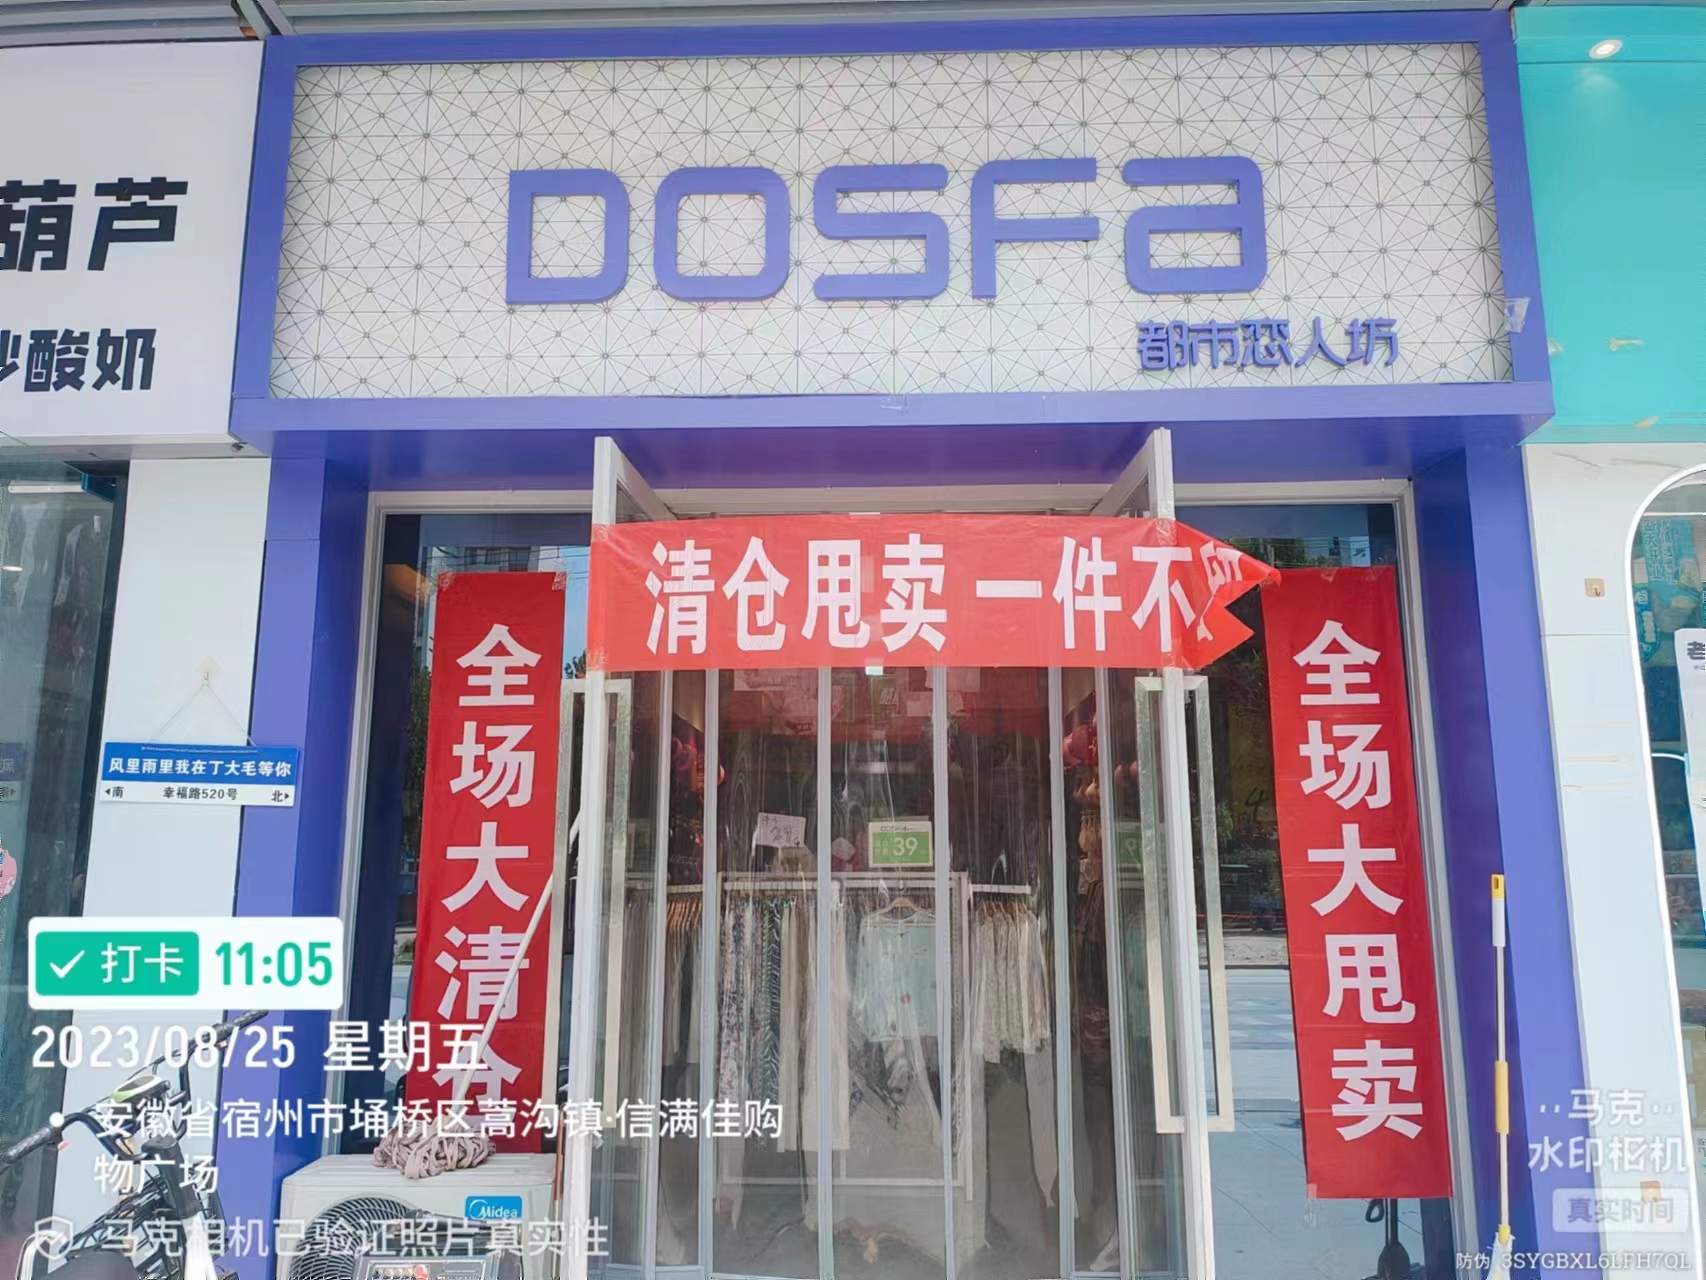 葫芦
炒酸奶
DOSFa
都市恋人坊
清仓甩卖 一件不
全场大清仓
全场大甩卖
风里雨里我在丁大毛等你
南 幸福路520号 北
39
打卡 11:05
2023/08/25 星期五
安徽省宿州市埇桥区蒿沟镇·信满佳购
物广场
Midea
马克相机已验证照片真实性
马克
水印相机
真实时间
防伪 3SYGBXL6LFH7QL